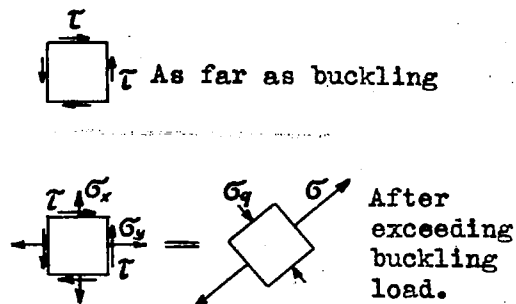 τ
τ As far as buckling
τ σx
σy
τ
=
σq σ
After
exceeding
buckling
load.